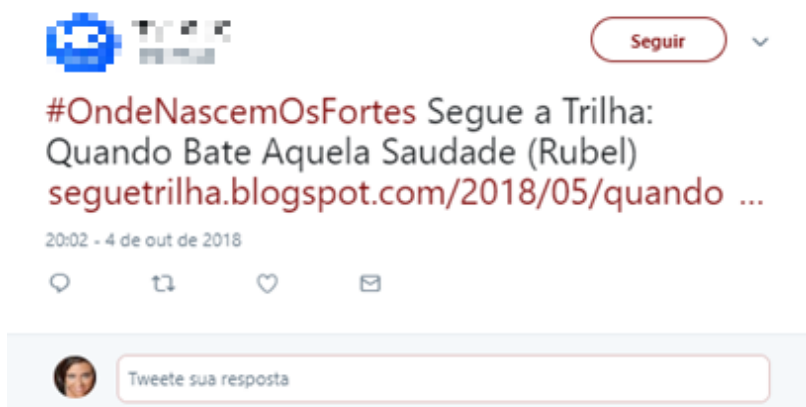 Seguir
#OndeNascemOsFortes Segue a Trilha:
Quando Bate Aquela Saudade (Rubel)
seguetrilha.blogspot.com/2018/05/quando ...
20:02 - 4 de out de 2018
Tweete sua resposta